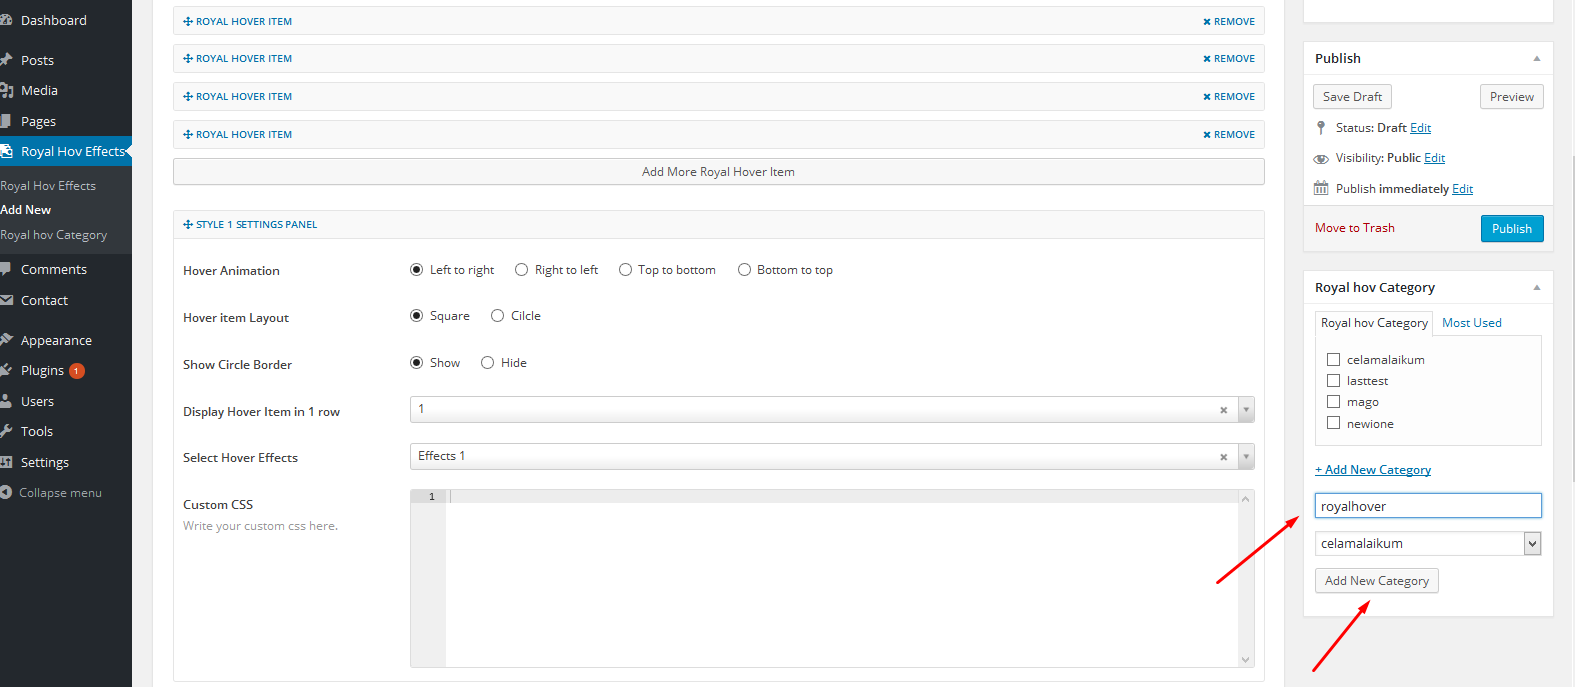 Dashboard
Posts
Media
Pages
Royal Hov Effects
Royal Hov Effects
Add New
Royal hov Category
Comments
Contact
Appearance
Plugins 1
Users
Tools
Settings
Collapse menu
ROYAL HOVER ITEM REMOVE
ROYAL HOVER ITEM REMOVE
ROYAL HOVER ITEM REMOVE
ROYAL HOVER ITEM REMOVE
Add More Royal Hover Item
STYLE 1 SETTINGS PANEL
Hover Animation Left to right Right to left Top to bottom Bottom to top
Hover item Layout Square Cilcle
Show Circle Border Show Hide
Display Hover Item in 1 row 1
Select Hover Effects Effects 1
Custom CSS 1
Write your custom css here.
Publish
Save Draft Preview
Status: Draft Edit
Visibility: Public Edit
Publish immediately Edit
Move to Trash Publish
Royal hov Category
Royal hov Category Most Used
celamalaikum
lasttest
mago
newione
+ Add New Category
royalhover
celamalaikum
Add New Category